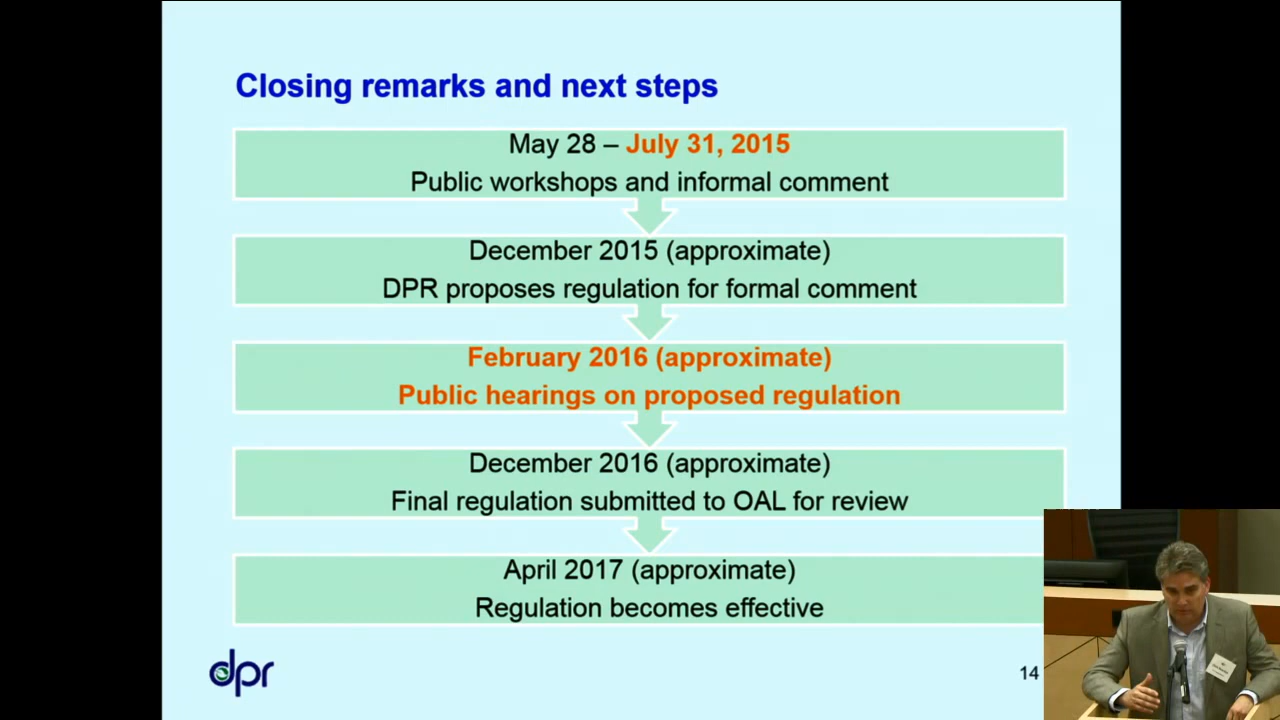 Closing remarks and next steps
May 28 – July 31, 2015
Public workshops and informal comment
December 2015 (approximate)
DPR proposes regulation for formal comment
February 2016 (approximate)
Public hearings on proposed regulation
December 2016 (approximate)
Final regulation submitted to OAL for review
April 2017 (approximate)
Regulation becomes effective
dpr
14